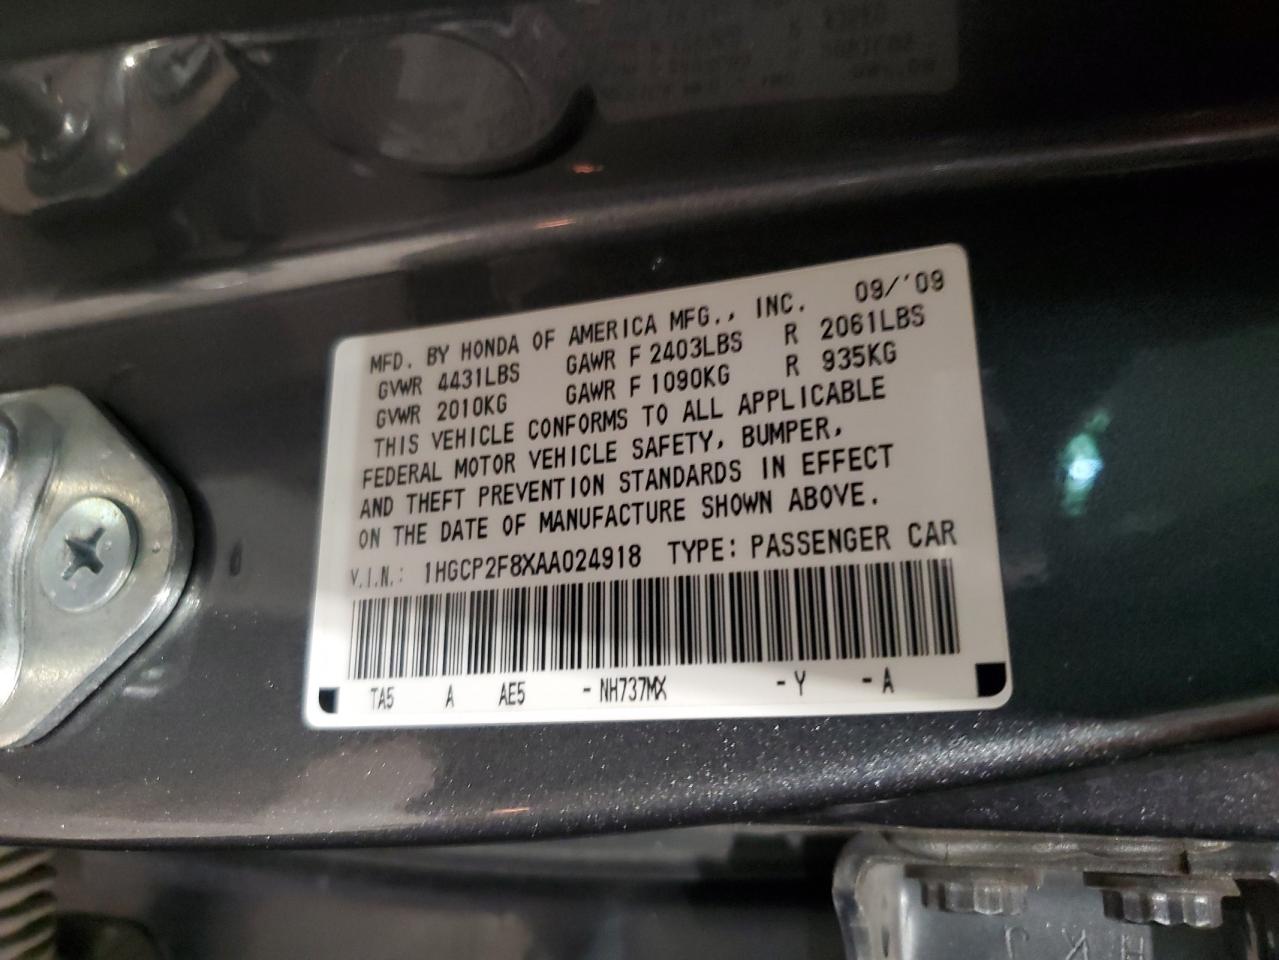 MFD. BY HONDA OF AMERICA MFG., INC. 09/'09
GVWR 4431LBS GAWR F 2403LBS R 2061LBS
GVWR 2010KG GAWR F 1090KG R 935KG
THIS VEHICLE CONFORMS TO ALL APPLICABLE
FEDERAL MOTOR VEHICLE SAFETY, BUMPER,
AND THEFT PREVENTION STANDARDS IN EFFECT
ON THE DATE OF MANUFACTURE SHOWN ABOVE.
V.I.N.: 1HGCP2F8XAA024918 TYPE: PASSENGER CAR
TA5 A AE5 -NH737MX -Y -A